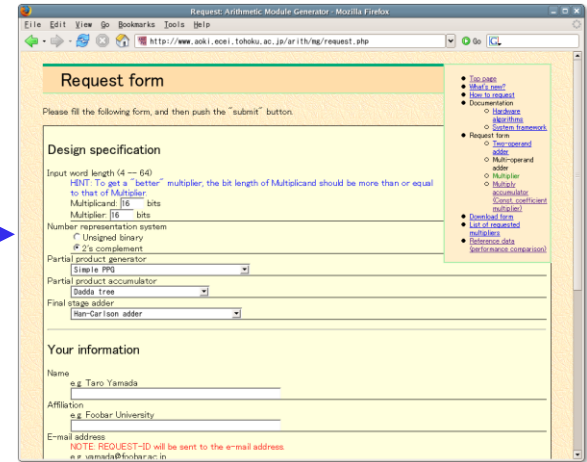 Request: Arithmetic Module Generator - Mozilla Firefox
File Edit View Go Bookmarks Tools Help
http://www.aoki.ecei.tohoku.ac.jp/arith/mg/request.php
Go
Request form
Please fill the following form, and then push the "submit" button.
Design specification
Input word length (4 -- 64)
HINT: To get a "better" multiplier, the bit length of Multiplicand should be more than or equal
to that of Multiplier.
Multiplicand: 16 bits
Multiplier: 16 bits
Number representation system
Unsigned binary
2's complement
Partial product generator
Simple PPG
Partial product accumulator
Dadda tree
Final stage adder
Han-Carlson adder
Your information
Name
e.g. Taro Yamada
Affiliation
e.g. Foobar University
E-mail address
NOTE: REQUEST-ID will be sent to the e-mail address.
e.g. yamada@foobar.ac.jp
Top page
What's new?
How to request
Documentation
Hardware
algorithms
System framework
Request form
Two-operand
adder
Multi-operand
adder
Multiplier
Multiply
accumulator
(Const. coefficient
multiplier)
Download form
List of requested
multipliers
Reference data
(performance comparison)